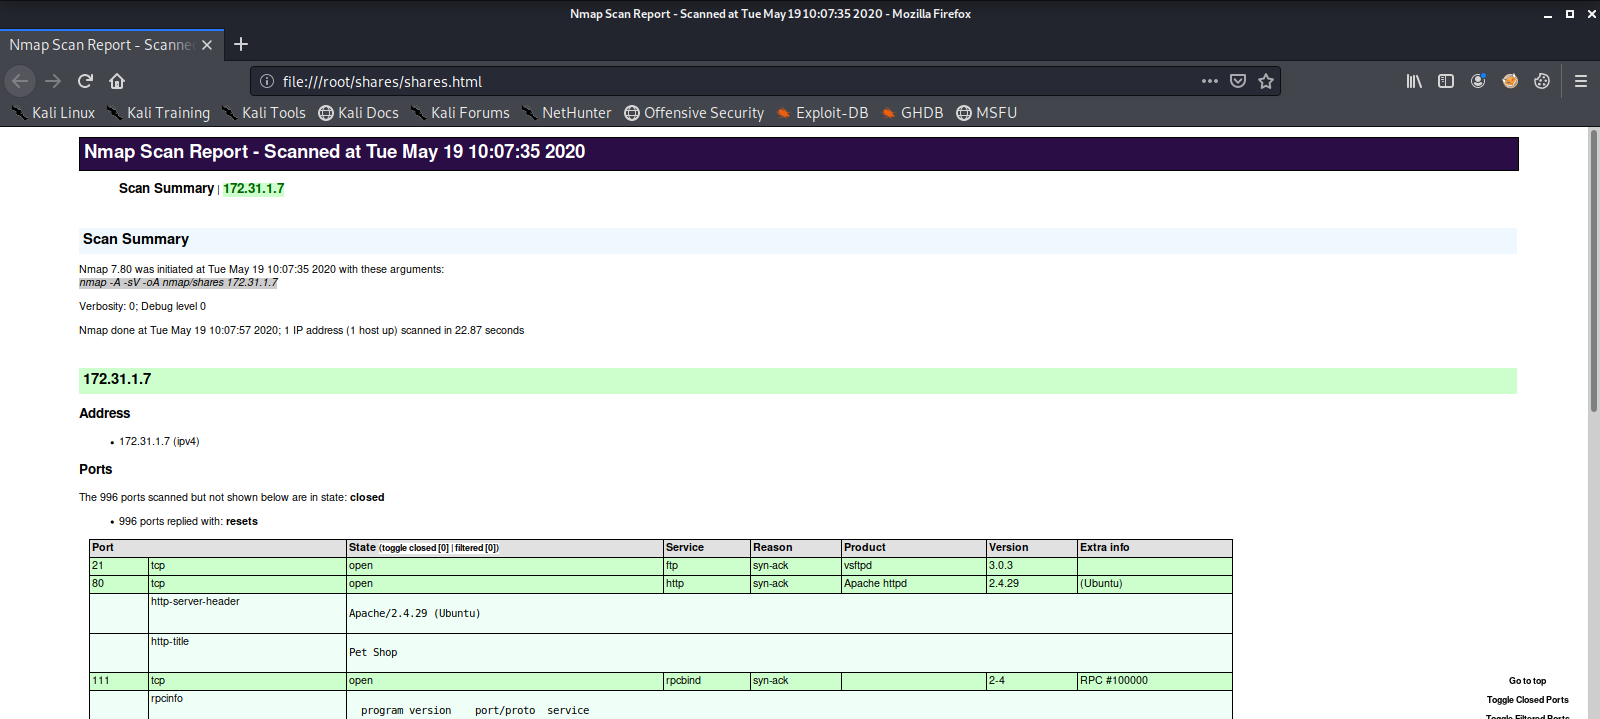 Nmap Scan Report - Scanned at Tue May 19 10:07:35 2020 - Mozilla Firefox
Nmap Scan Report - Scanne
file:///root/shares/shares.html
Kali Linux Kali Training Kali Tools Kali Docs Kali Forums NetHunter Offensive Security Exploit-DB GHDB MSFU
Nmap Scan Report - Scanned at Tue May 19 10:07:35 2020
Scan Summary | 172.31.1.7
Scan Summary
Nmap 7.80 was initiated at Tue May 19 10:07:35 2020 with these arguments:
nmap -A -sV -oA nmap/shares 172.31.1.7
Verbosity: 0; Debug level 0
Nmap done at Tue May 19 10:07:57 2020; 1 IP address (1 host up) scanned in 22.87 seconds
172.31.1.7
Address
• 172.31.1.7 (ipv4)
Ports
The 996 ports scanned but not shown below are in state: closed
• 996 ports replied with: resets
Port State (toggle closed [0] | filtered [0]) Service Reason Product Version Extra info
21 tcp open ftp syn-ack vsftpd 3.0.3
80 tcp open http syn-ack Apache httpd 2.4.29 (Ubuntu)
http-server-header Apache/2.4.29 (Ubuntu)
http-title Pet Shop
111 tcp open rpcbind syn-ack 2-4 RPC #100000
rpcinfo
program version port/proto service
Go to top
Toggle Closed Ports
Toggle Filtered Ports